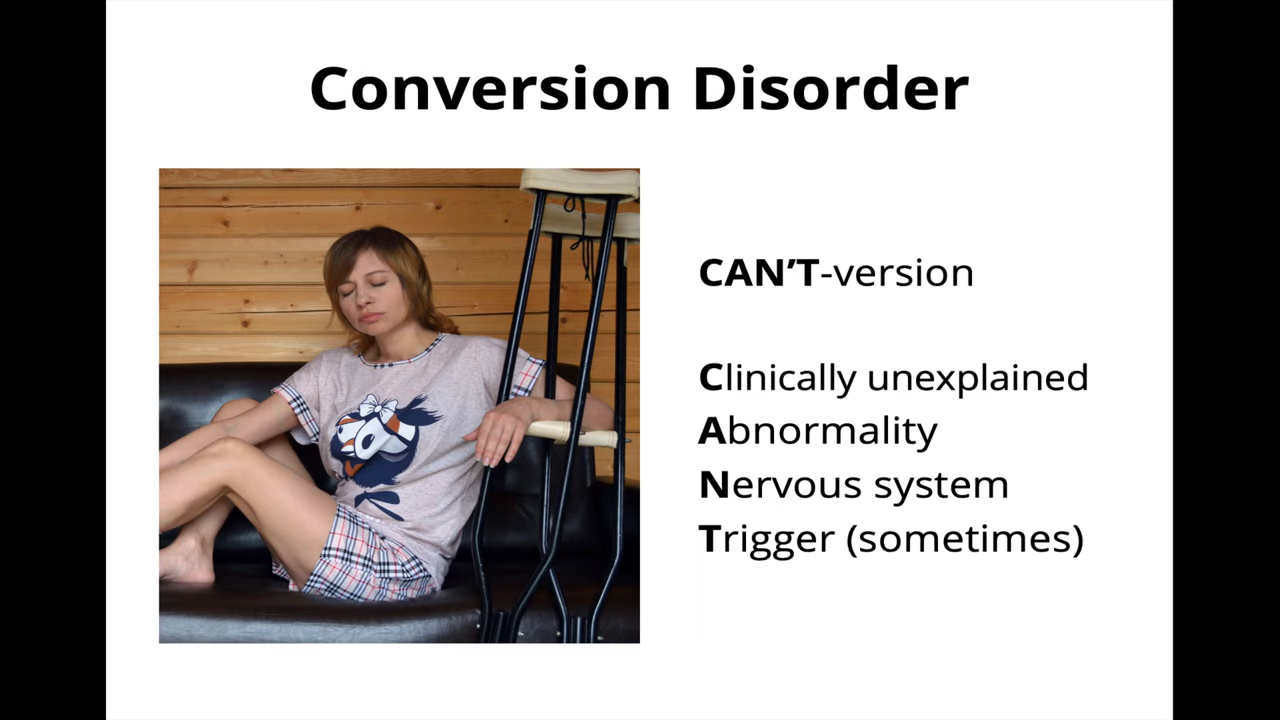 Conversion Disorder
CAN’T-version
Clinically unexplained
Abnormality
Nervous system
Trigger (sometimes)